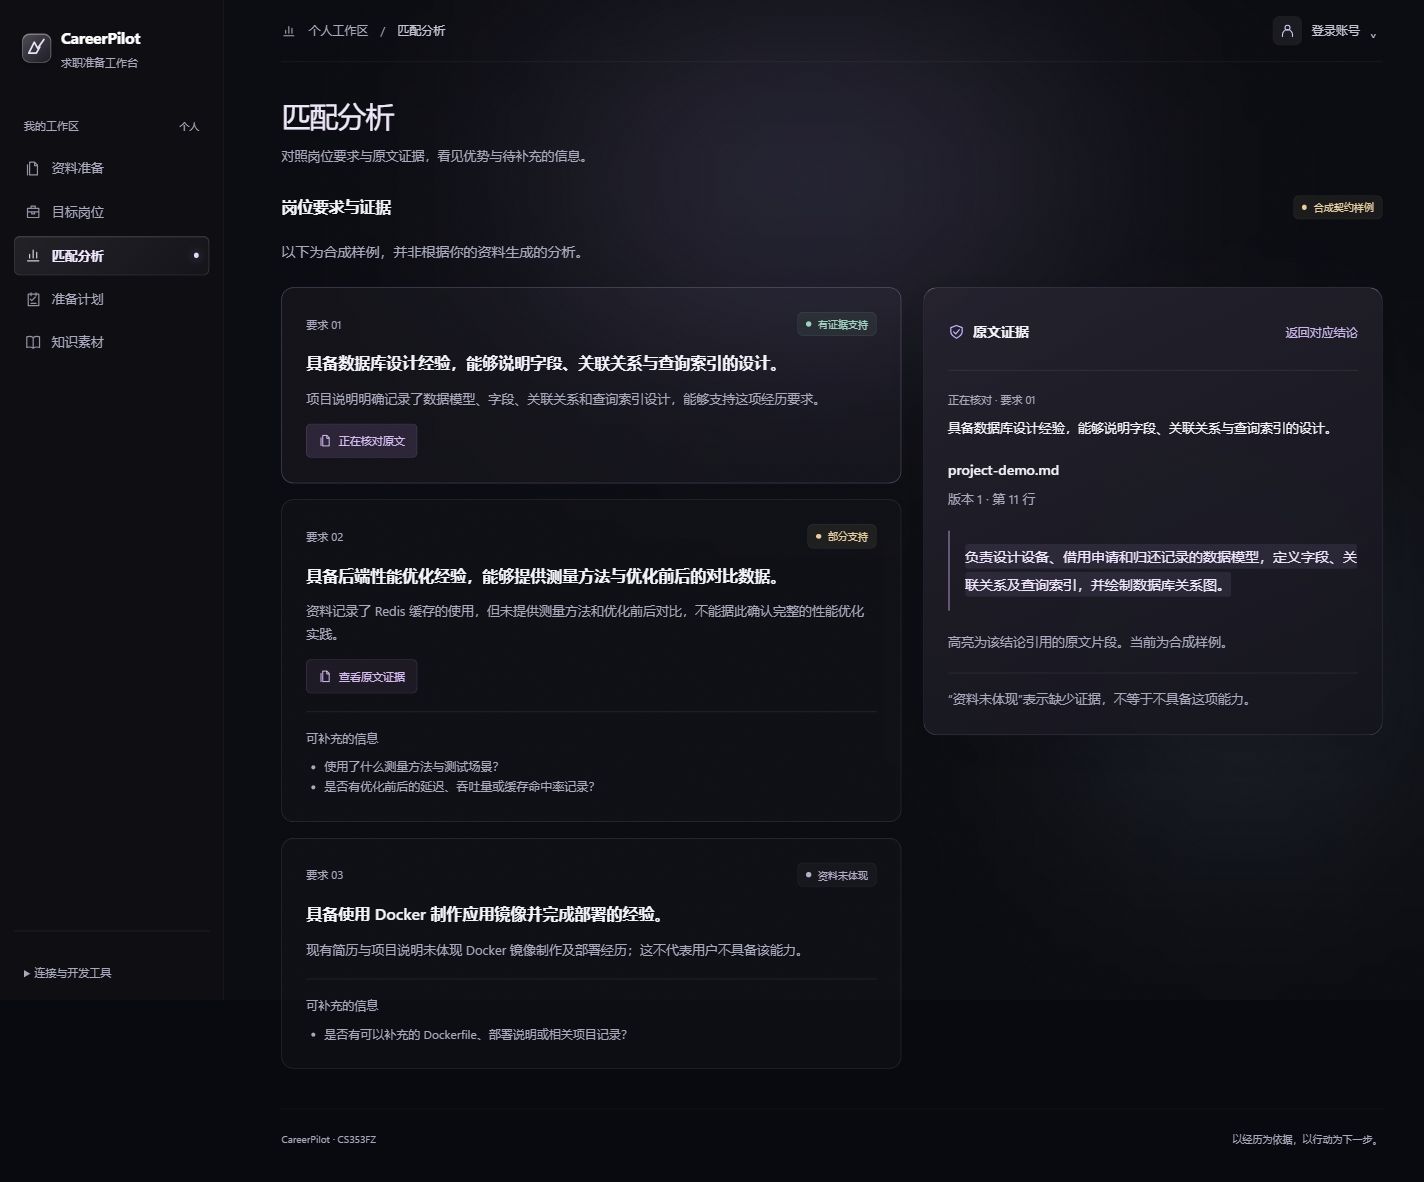 CareerPilot
求职准备工作台
我的工作区
个人
资料准备
目标岗位
匹配分析
准备计划
知识素材
连接与开发工具
个人工作区 / 匹配分析
登录账号
匹配分析
对照岗位要求与原文证据，看见优势与待补充的信息。
岗位要求与证据
合成契约样例
以下为合成样例，并非根据你的资料生成的分析。
要求 01
有证据支持
具备数据库设计经验，能够说明字段、关联关系与查询索引的设计。
项目说明明确记录了数据模型、字段、关联关系和查询索引设计，能够支持这项经历要求。
正在核对原文
要求 02
部分支持
具备后端性能优化经验，能够提供测量方法与优化前后的对比数据。
资料记录了 Redis 缓存的使用，但未提供测量方法和优化前后对比，不能据此确认完整的性能优化
实践。
查看原文证据
可补充的信息
使用了什么测量方法与测试场景？
是否有优化前后的延迟、吞吐量或缓存命中率记录？
要求 03
资料未体现
具备使用 Docker 制作应用镜像并完成部署的经验。
现有简历与项目说明未体现 Docker 镜像制作及部署经历；这不代表用户不具备该能力。
可补充的信息
是否有可以补充的 Dockerfile、部署说明或相关项目记录？
原文证据
返回对应结论
正在核对 · 要求 01
具备数据库设计经验，能够说明字段、关联关系与查询索引的设计。
project-demo.md
版本 1 · 第 11 行
负责设计设备、借用申请和归还记录的数据模型，定义字段、关
联关系及查询索引，并绘制数据库关系图。
高亮为该结论引用的原文片段。当前为合成样例。
“资料未体现”表示缺少证据，不等于不具备这项能力。
CareerPilot · CS353FZ
以经历为依据，以行动为下一步。